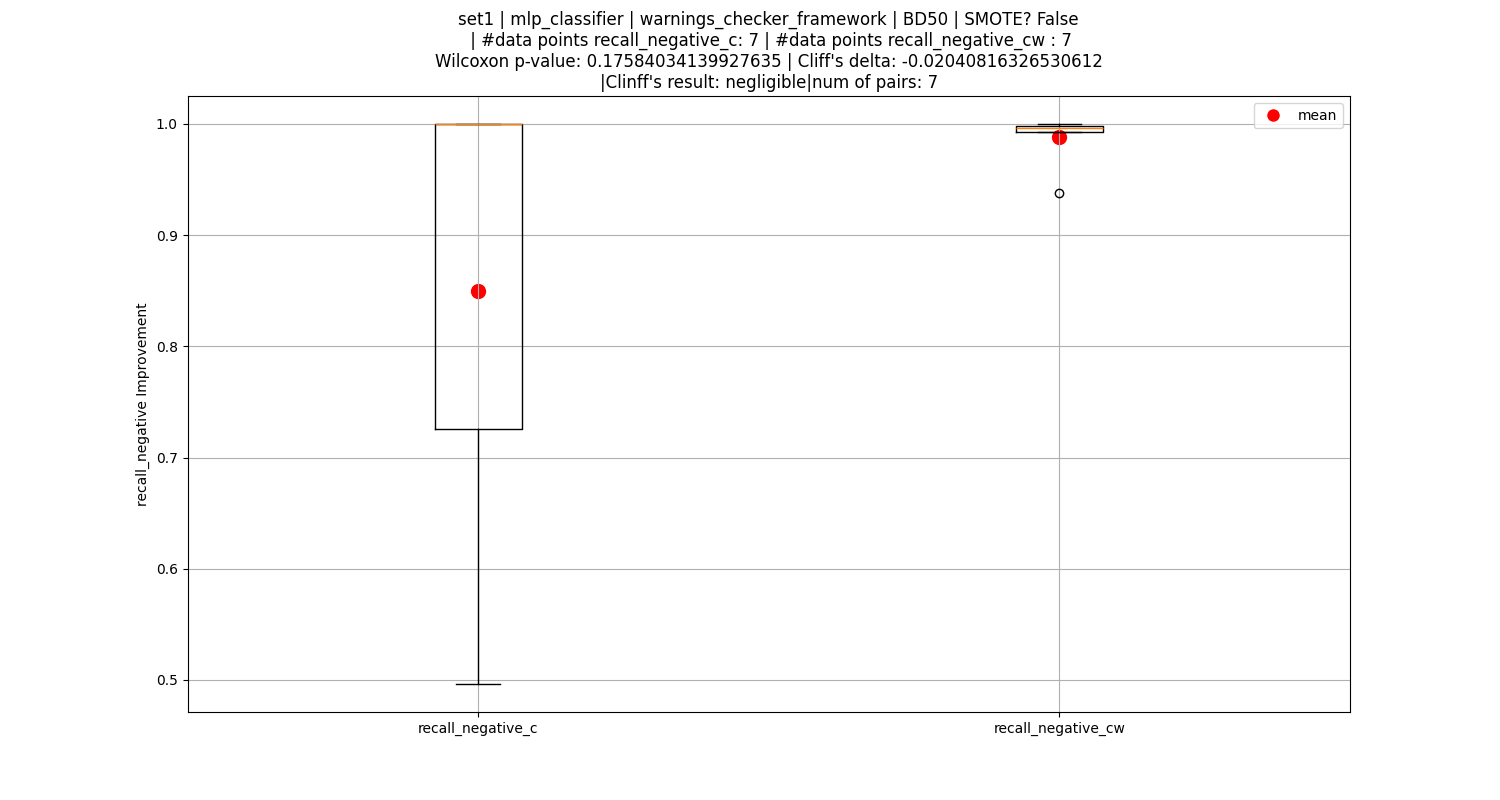 set1 | mlp_classifier | warnings_checker_framework | BD50 | SMOTE? False
| #data points recall_negative_c: 7 | #data points recall_negative_cw : 7
Wilcoxon p-value: 0.17584034139927635 | Cliff's delta: -0.02040816326530612
|Clinff's result: negligible|num of pairs: 7
mean
1.0
0.9
0.8
0.7
0.6
0.5
recall_negative Improvement
recall_negative_c
recall_negative_cw